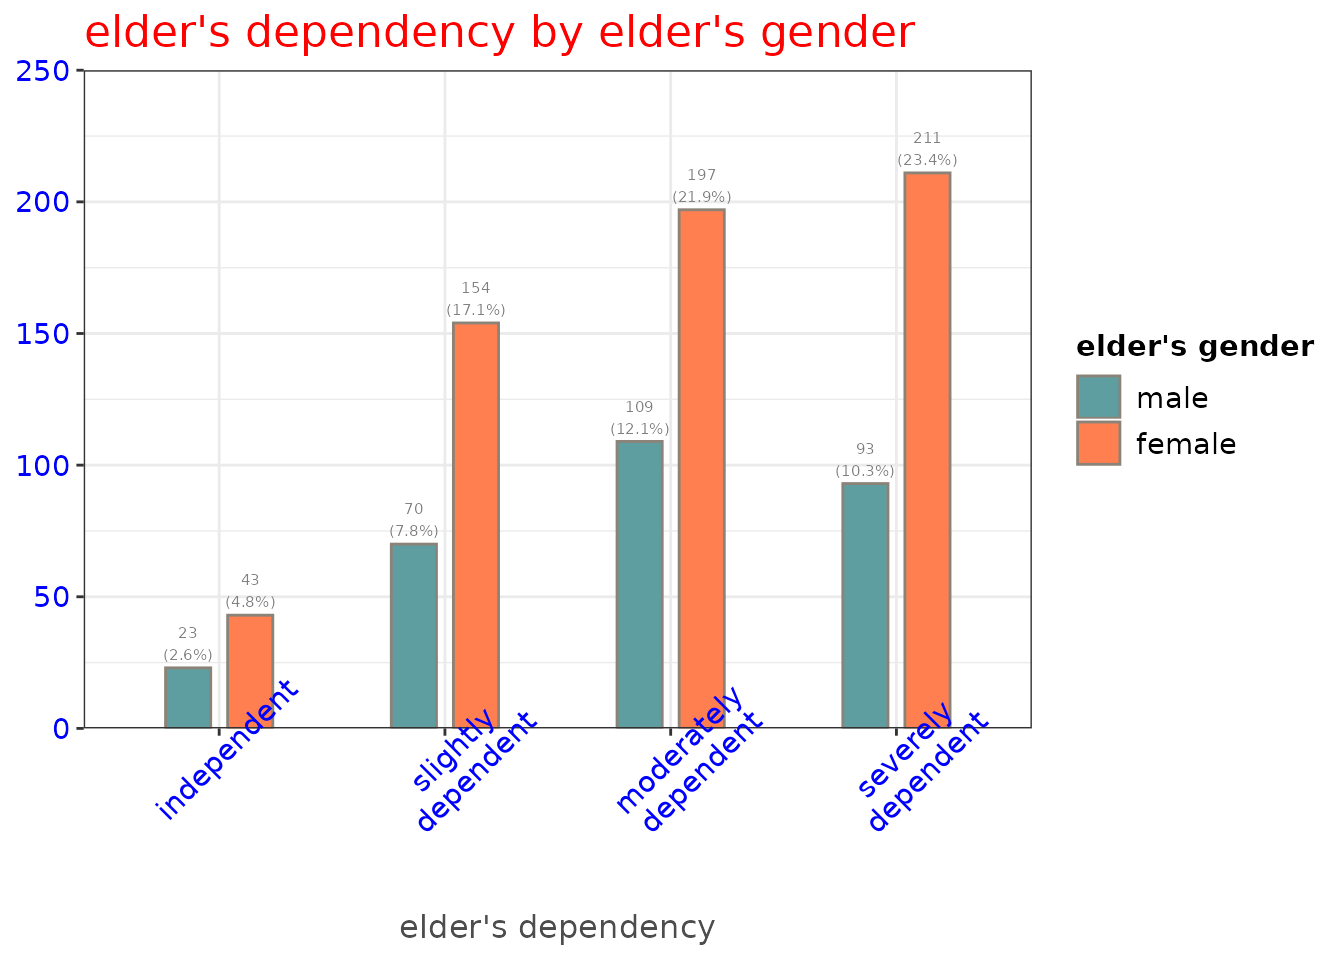 elder's dependency by elder's gender
250
200
150
100
50
0
23
(2.6%)
43
(4.8%)
70
(7.8%)
154
(17.1%)
109
(12.1%)
197
(21.9%)
93
(10.3%)
211
(23.4%)
independent
slightly
dependent
moderately
dependent
severely
dependent
elder's dependency
elder's gender
male
female